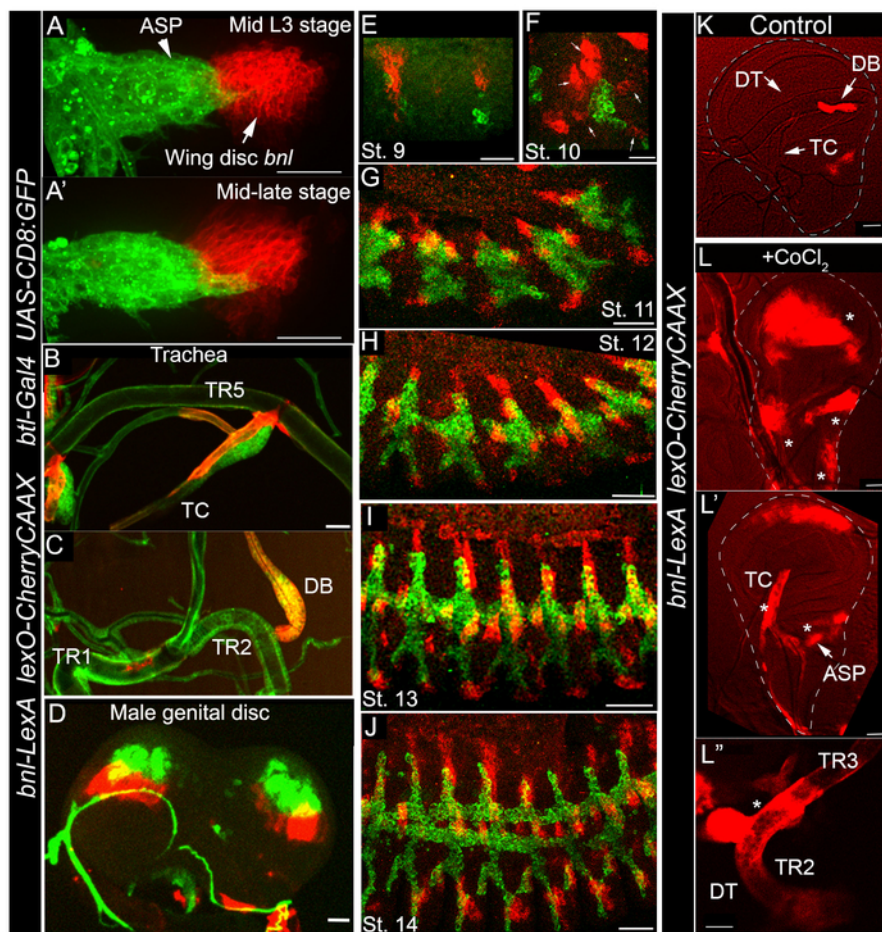 A
ASP
Mid L3 stage
Wing disc bnl
A'
Mid-late stage
B
Trachea
TR5
TC
C
DB
TR1
TR2
D
Male genital disc
bnl-LexA lexO-CherryCAAX btl-Gal4 UAS-CD8:GFP
E
St. 9
F
St. 10
G
St. 11
H
St. 12
I
St. 13
J
St. 14
bnl-LexA lexO-CherryCAAX
K
Control
DT
DB
TC
L
+CoCl₂
*
*
*
*
L'
TC
*
*
ASP
L"
TR3
*
TR2
DT